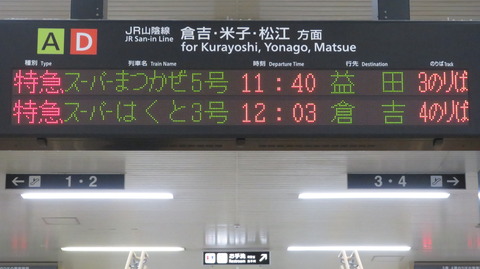 A D JR山陰線 倉吉・米子・松江 方面
JR San-in Line for Kurayoshi, Yonago, Matsue
種別 Type 列車名 Train Name 時刻 Departure Time 行先 Destination のりば Track
特急 スーパーまつかぜ5号 11:40 益田 3のりば
特急 スーパーはくと3号 12:03 倉吉 4のりば
← 1・2
3・4 →